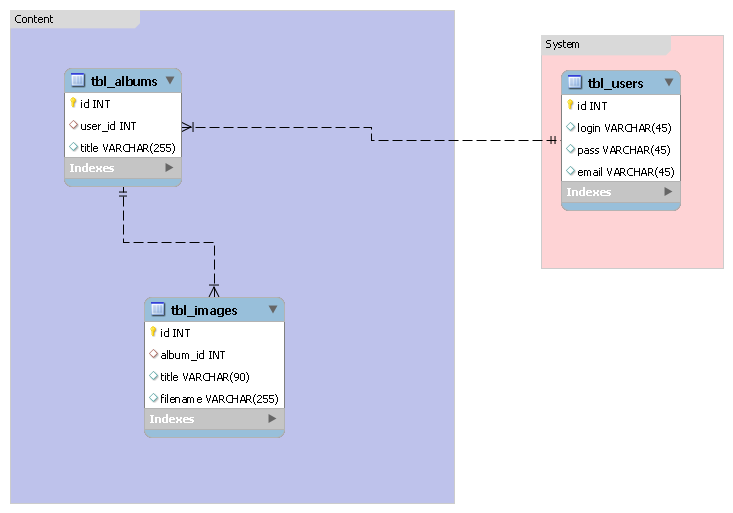 Content
tbl_albums
id INT
user_id INT
title VARCHAR(255)
Indexes
System
tbl_users
id INT
login VARCHAR(45)
pass VARCHAR(45)
email VARCHAR(45)
Indexes
tbl_images
id INT
album_id INT
title VARCHAR(90)
filename VARCHAR(255)
Indexes